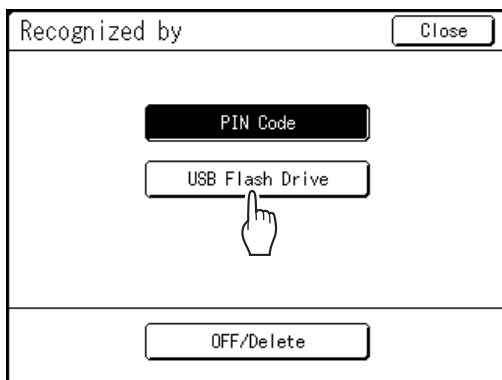 Recognized by
Close
PIN Code
USB Flash Drive
OFF/Delete